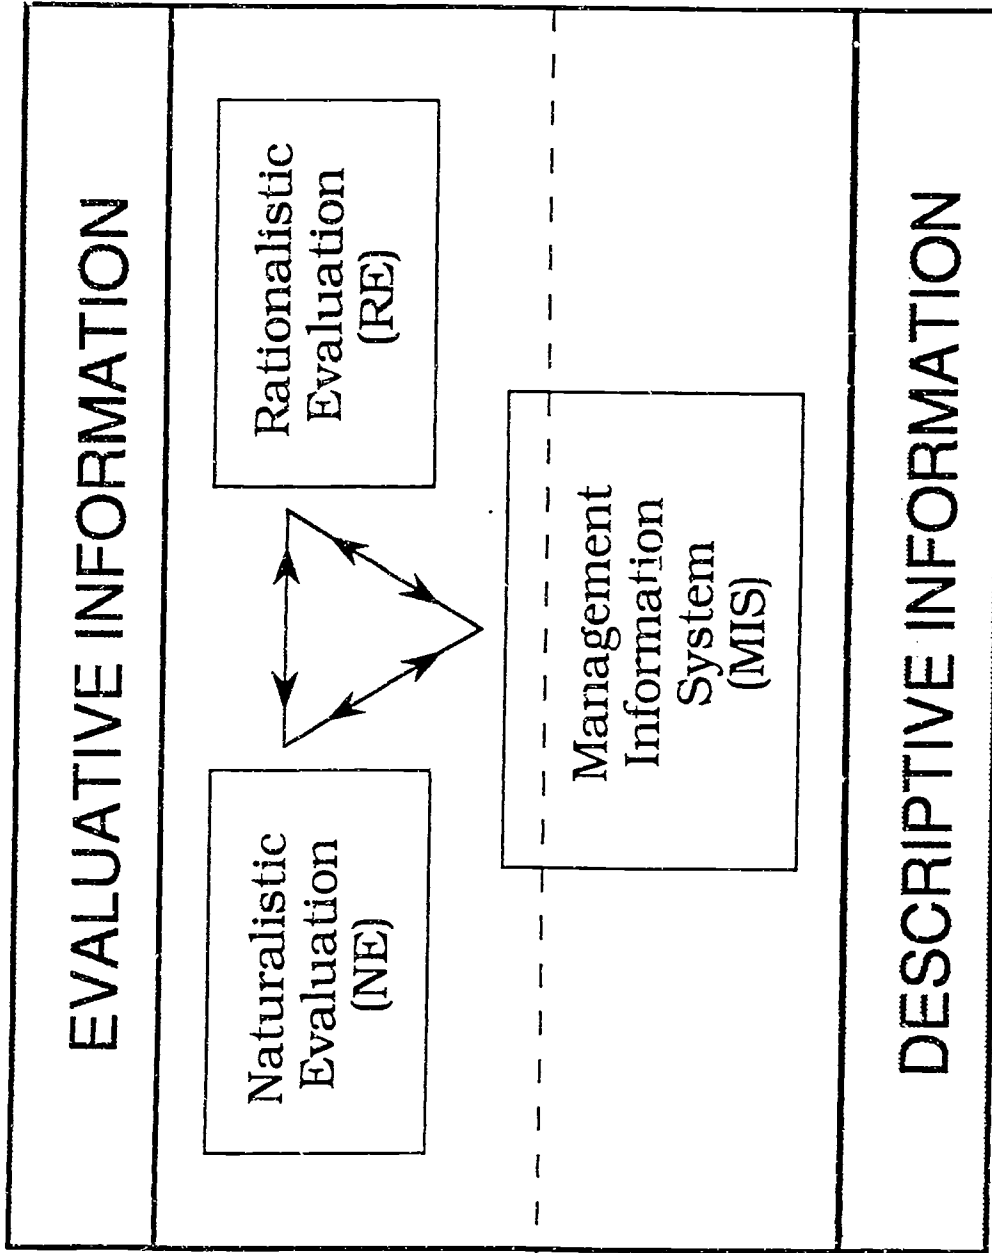 EVALUATIVE INFORMATION
Naturalistic
Evaluation
(NE)
Rationalistic
Evaluation
(RE)
Management
Information
System
(MIS)
DESCRIPTIVE INFORMATION